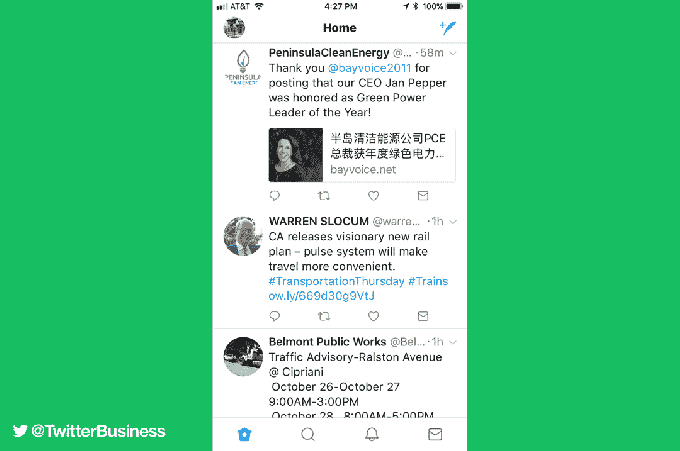 AT&T 4:27 PM 100%
Home
PeninsulaCleanEnergy @... · 58m
PENINSULA
CLEAN ENERGY
Thank you @bayvoice2011 for
posting that our CEO Jan Pepper
was honored as Green Power
Leader of the Year!
半岛清洁能源公司PCE
总裁获年度绿色电力...
bayvoice.net
WARREN SLOCUM @warre... · 1h
CA releases visionary new rail
plan – pulse system will make
travel more convenient.
#TransportationThursday #Trains
ow.ly/669d30g9VtJ
Belmont Public Works @Bel... · 1h
Traffic Advisory-Ralston Avenue
@ Cipriani
October 26-October 27
9:00AM-3:00PM
October 28 8:00AM-5:00PM
@TwitterBusiness